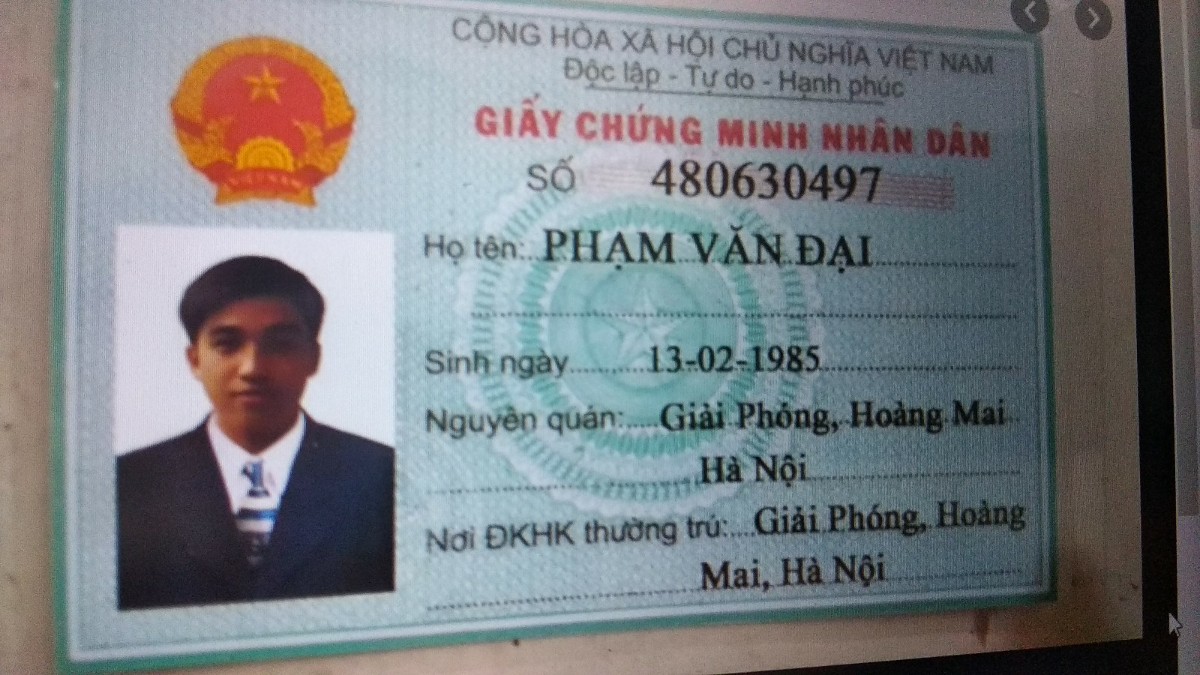 CỘNG HÒA XÃ HỘI CHỦ NGHĨA VIỆT NAM
Độc lập - Tự do - Hạnh phúc
GIẤY CHỨNG MINH NHÂN DÂN
SỐ 480630497
Họ tên: PHẠM VĂN ĐẠI
Sinh ngày 13-02-1985
Nguyên quán: Giải Phóng, Hoàng Mai
Hà Nội
Nơi ĐKHK thường trú: Giải Phóng, Hoàng
Mai, Hà Nội
VIỆT NAM